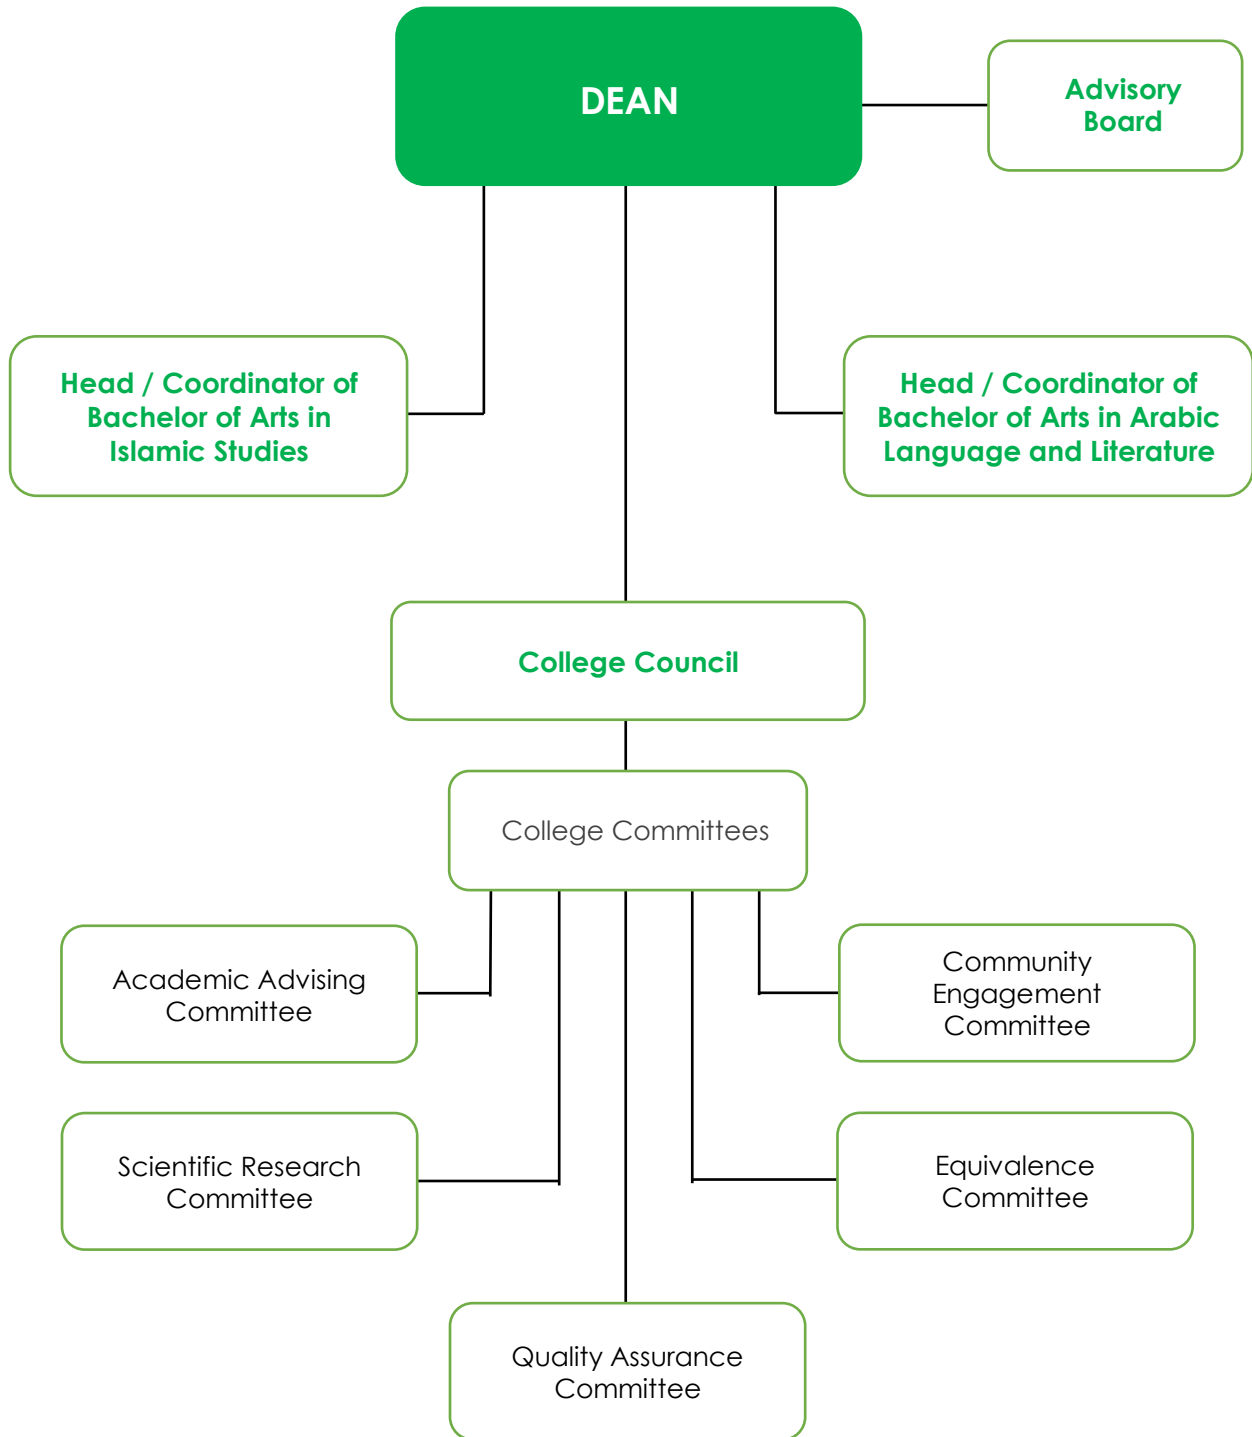 DEAN
Advisory
Board
Head / Coordinator of
Bachelor of Arts in
Islamic Studies
Head / Coordinator of
Bachelor of Arts in Arabic
Language and Literature
College Council
College Committees
Academic Advising
Committee
Community
Engagement
Committee
Scientific Research
Committee
Equivalence
Committee
Quality Assurance
Committee